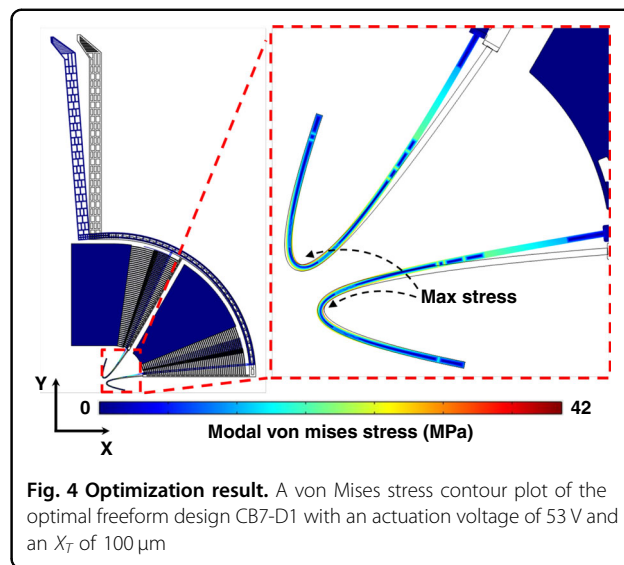 Max stress
Y
X
0
42
Modal von mises stress (MPa)
Fig. 4 Optimization result. A von Mises stress contour plot of the
optimal freeform design CB7-D1 with an actuation voltage of 53 V and
an X_T of 100 μm